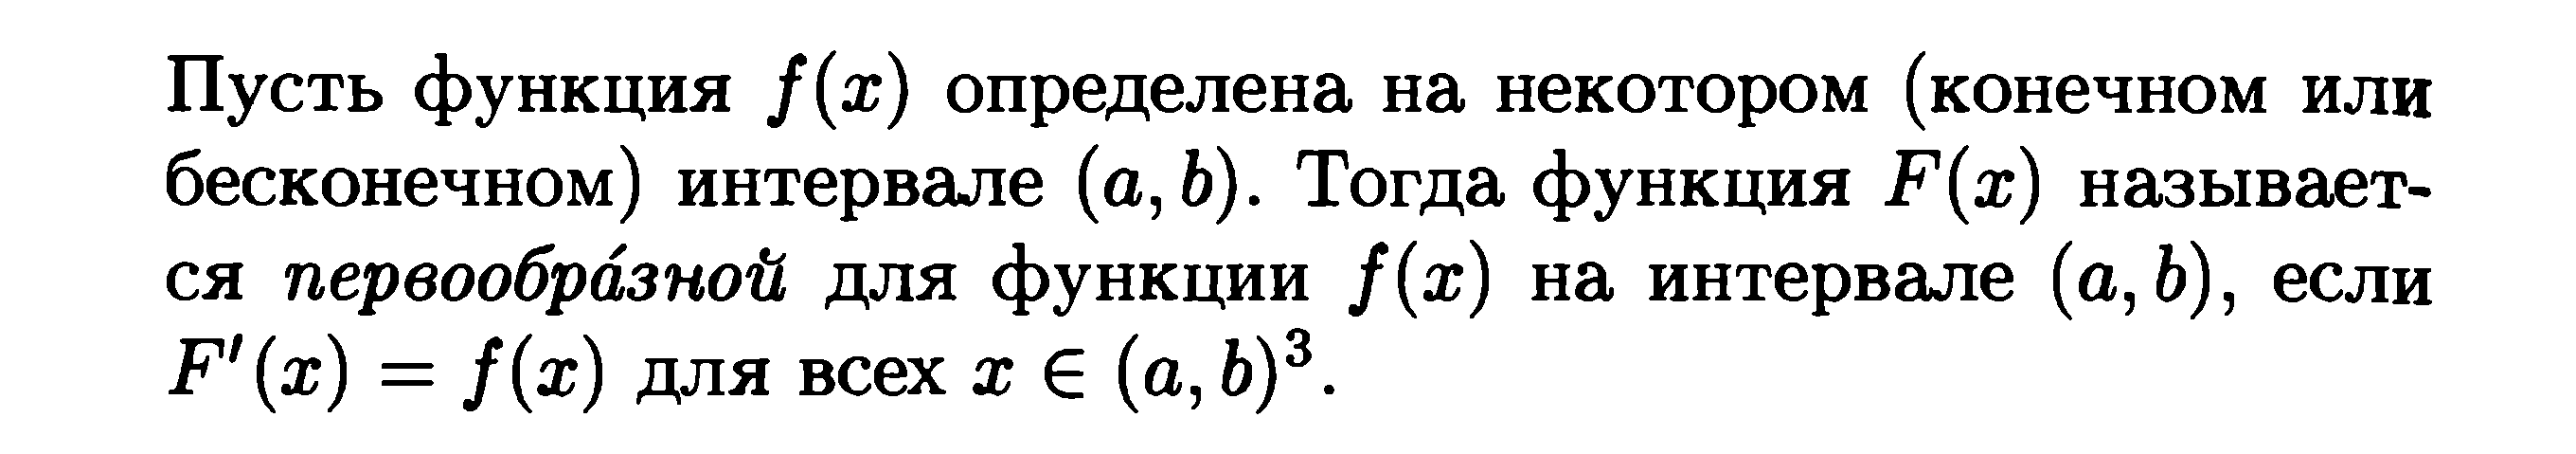 Пусть функция f(x) определена на некотором (конечном или
бесконечном) интервале (a, b). Тогда функция F(x) называет-
ся первообра́зной для функции f(x) на интервале (a, b), если
F′(x) = f(x) для всех x ∈ (a, b)³.